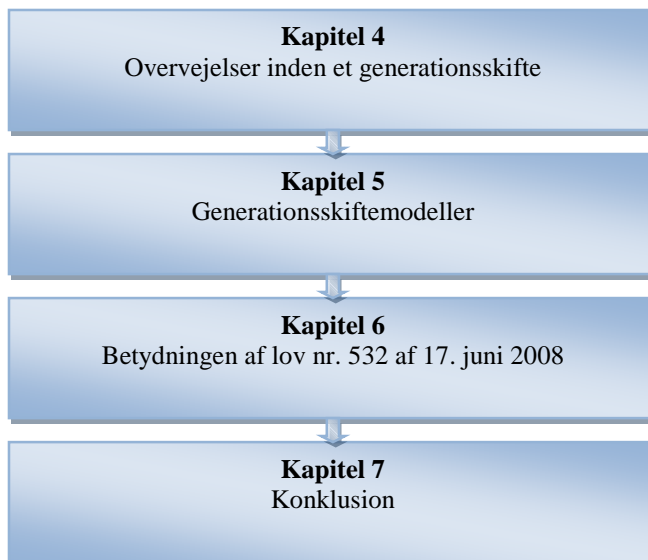 Kapitel 4
Overvejelser inden et generationsskifte
Kapitel 5
Generationsskiftemodeller
Kapitel 6
Betydningen af lov nr. 532 af 17. juni 2008
Kapitel 7
Konklusion